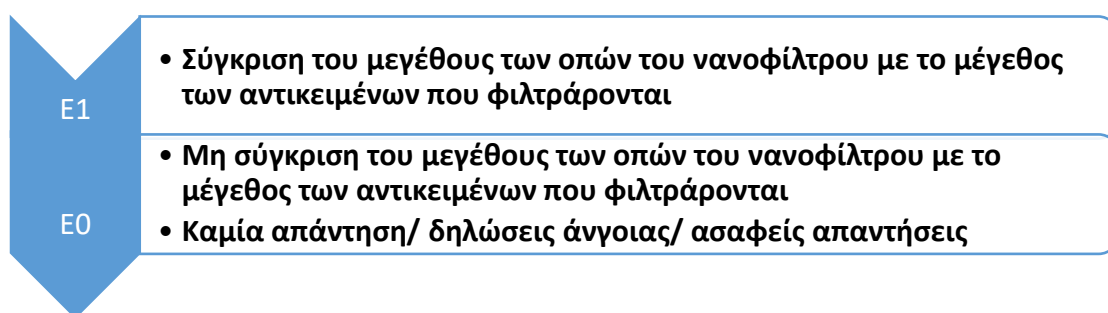 E1
• Σύγκριση του μεγέθους των οπών του νανοφίλτρου με το μέγεθος
των αντικειμένων που φιλτράρονται
E0
• Μη σύγκριση του μεγέθους των οπών του νανοφίλτρου με το
μέγεθος των αντικειμένων που φιλτράρονται
• Καμία απάντηση/ δηλώσεις άνγοιας/ ασαφείς απαντήσεις